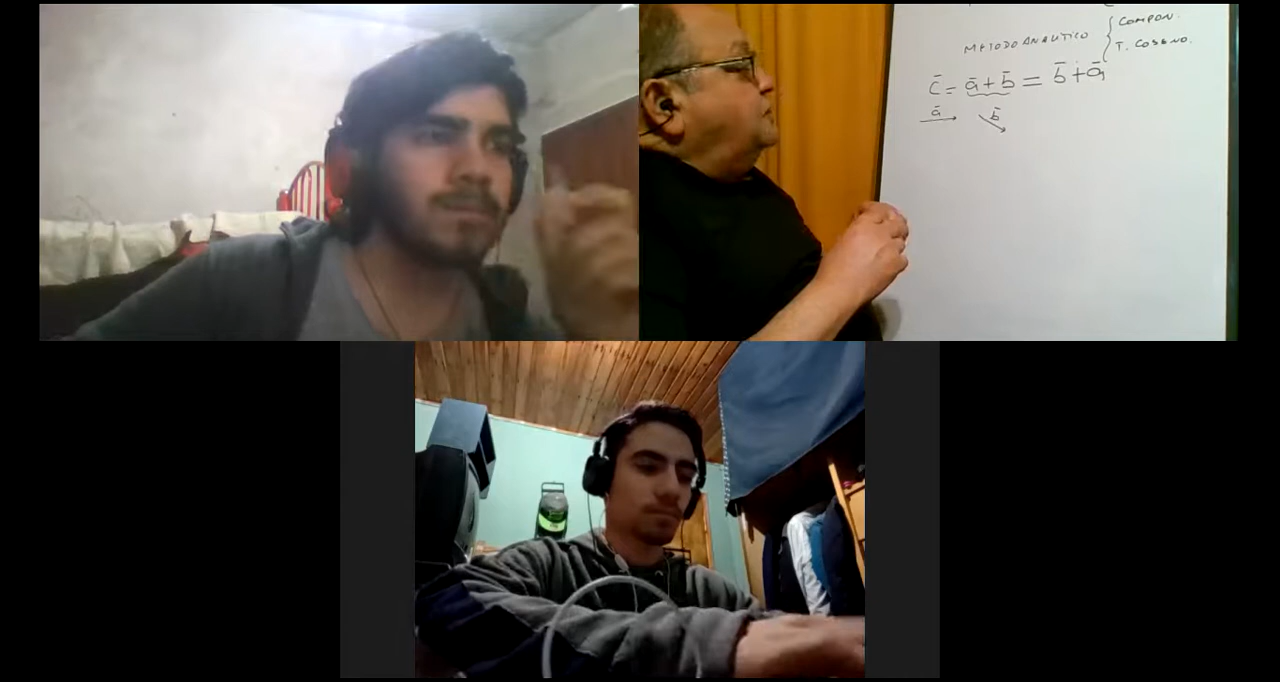 { COMPON.
METODO ANALITICO
T. COSENO.
c̄ = ā + b̄ = b̄ + ā
ā b̄